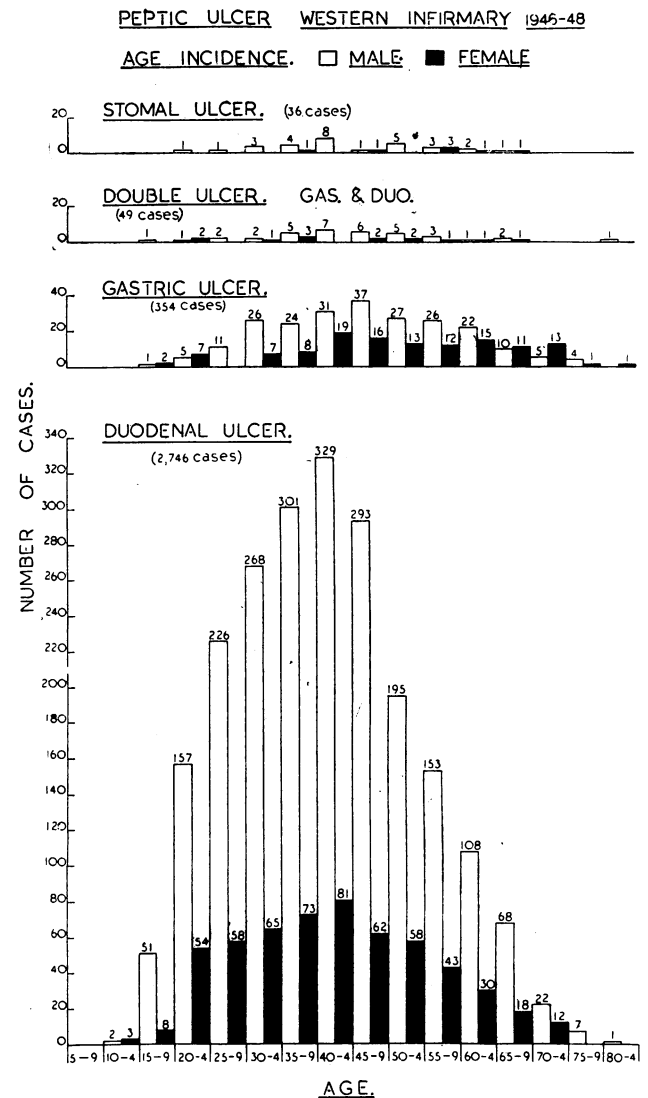 PEPTIC ULCER WESTERN INFIRMARY 1946-48
AGE INCIDENCE. MALE. FEMALE
STOMAL ULCER. (36 cases)
20
0
1 1 3 4 1 8 1 1 5 3 3 2 1 1 1
DOUBLE ULCER. GAS. & DUO.
(49 cases)
20
0
1 1 2 2 2 1 5 3 7 6 2 5 2 3 1 1 1 2 1 1
GASTRIC ULCER.
(354 cases)
40
20
0
1 2 5 7 11 26 7 24 8 31 19 37 16 27 13 26 12 22 15 10 11 5 13 4 1 1
DUODENAL ULCER.
(2,746 cases)
NUMBER OF CASES.
340
320
300
280
260
240
220
200
180
160
140
120
100
80
60
40
20
0
2 3 51 8 157 54 226 58 268 65 301 73 329 81 293 62 195 58 153 43 108 30 68 18 22 12 7 1
5-9 10-4 15-9 20-4 25-9 30-4 35-9 40-4 45-9 50-4 55-9 60-4 65-9 70-4 75-9 80-4
AGE.